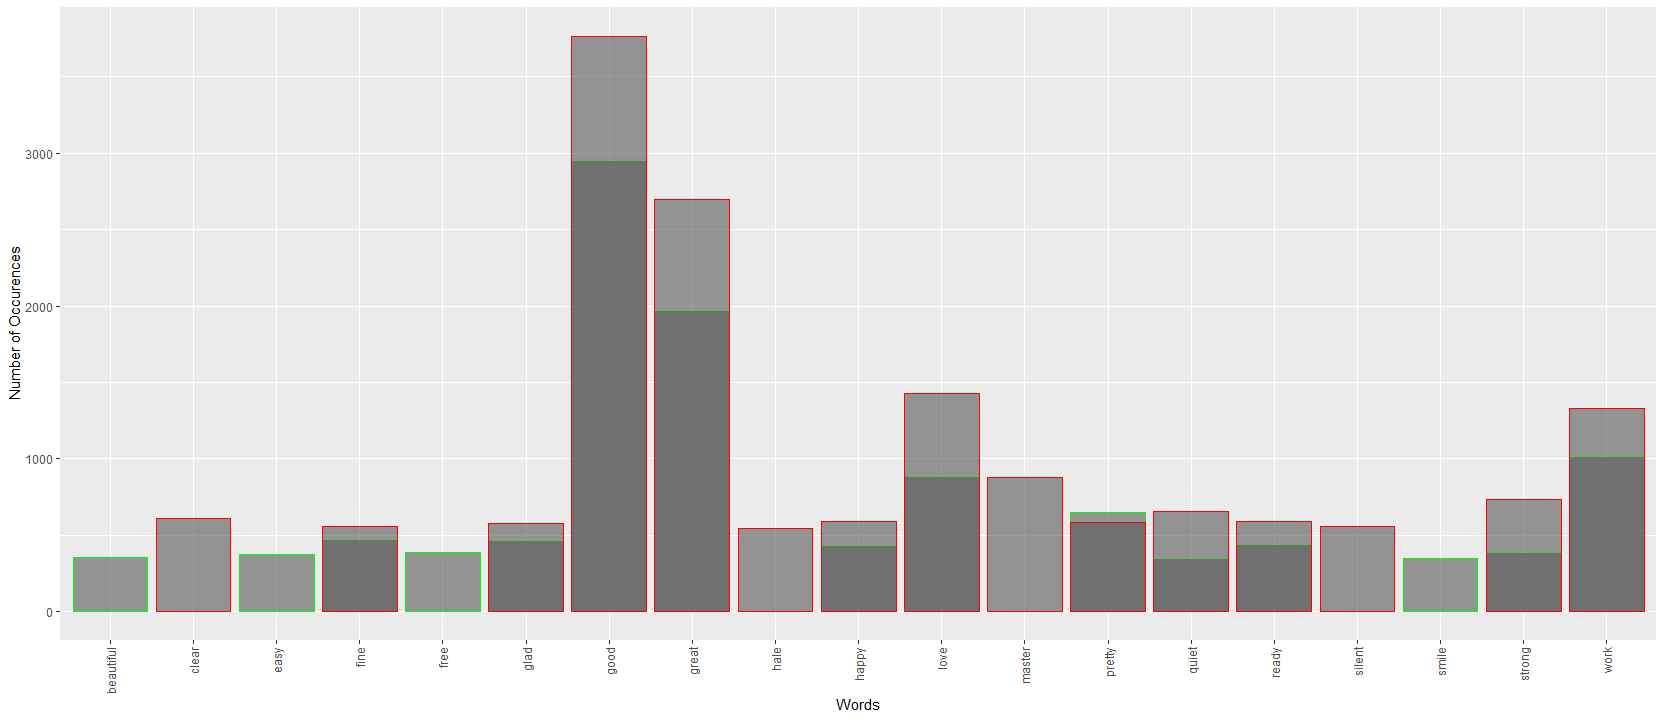 Number of Occurences
3000
2000
1000
0
beautiful
clear
easy
fine
free
glad
good
great
hale
happy
love
master
pretty
quiet
ready
silent
smile
strong
work
Words